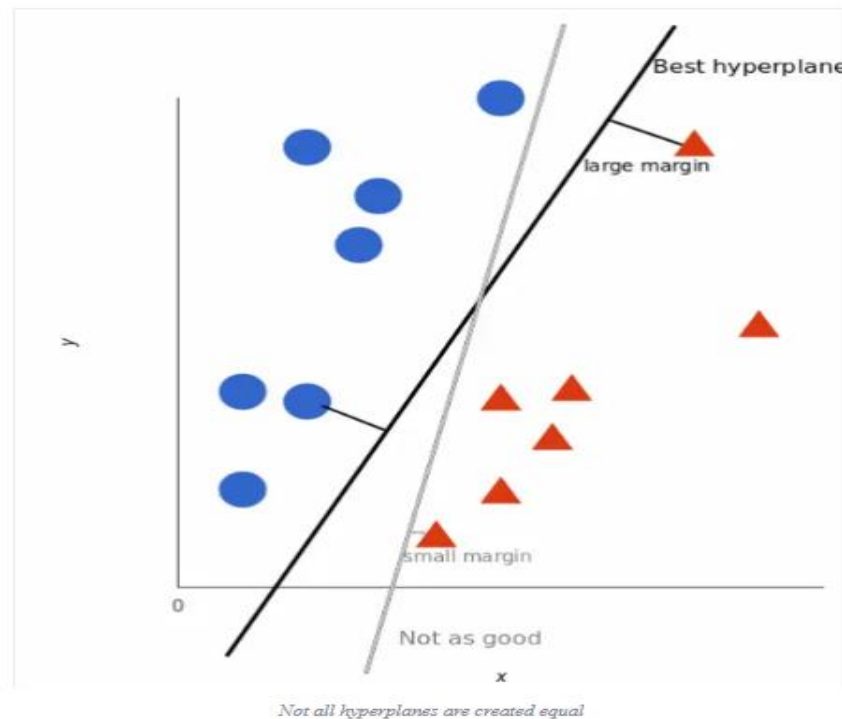 Best hyperplane
large margin
y
small margin
0
Not as good
x
Not all hyperplanes are created equal